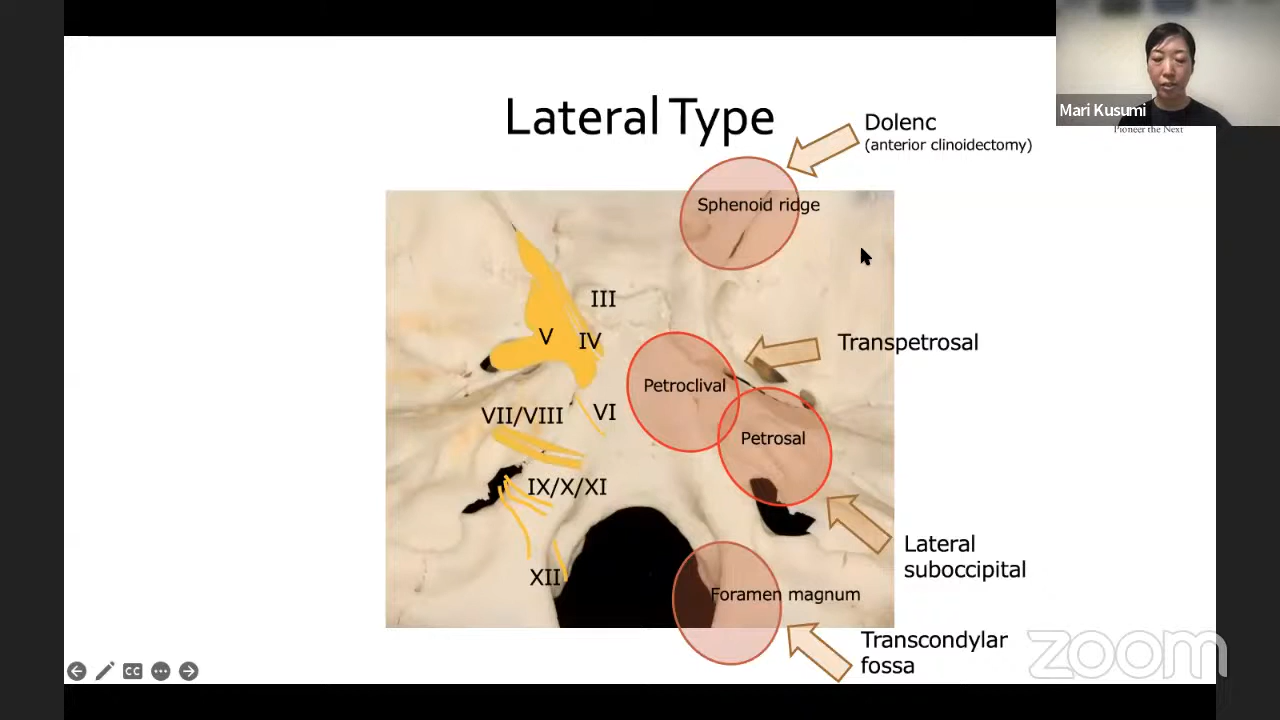 Mari Kusumi
Pioneer the Next
Lateral Type
Dolenc
(anterior clinoidectomy)
Sphenoid ridge
III
V
IV
Transpetrosal
Petroclival
VII/VIII
VI
Petrosal
IX/X/XI
Lateral
suboccipital
XII
Foramen magnum
Transcondylar
fossa
CC
zoom